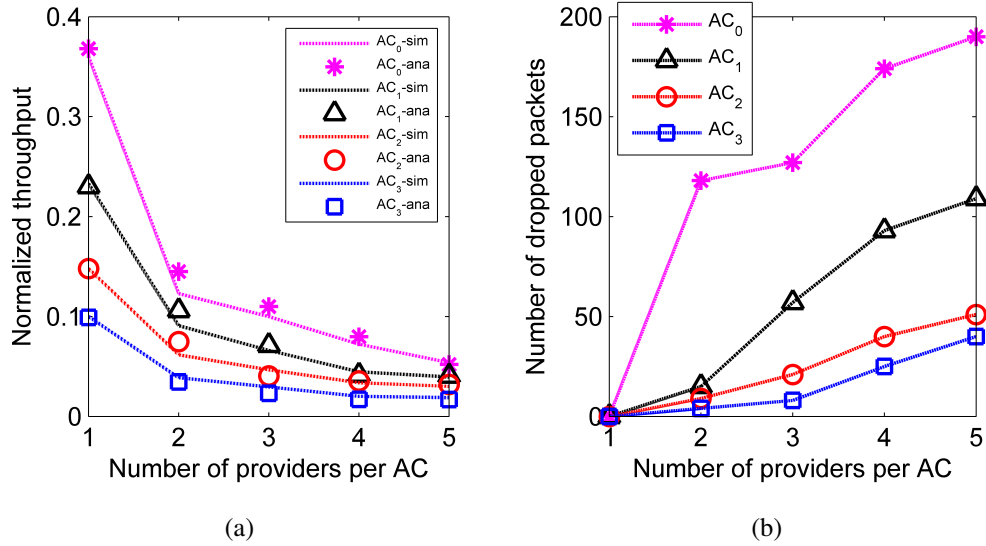 0.4
0.3
0.2
0.1
0
1
2
3
4
5
Normalized throughput
Number of providers per AC
AC0-sim
AC0-ana
AC1-sim
AC1-ana
AC2-sim
AC2-ana
AC3-sim
AC3-ana
(a)
200
150
100
50
0
1
2
3
4
5
Number of dropped packets
Number of providers per AC
AC0
AC1
AC2
AC3
(b)